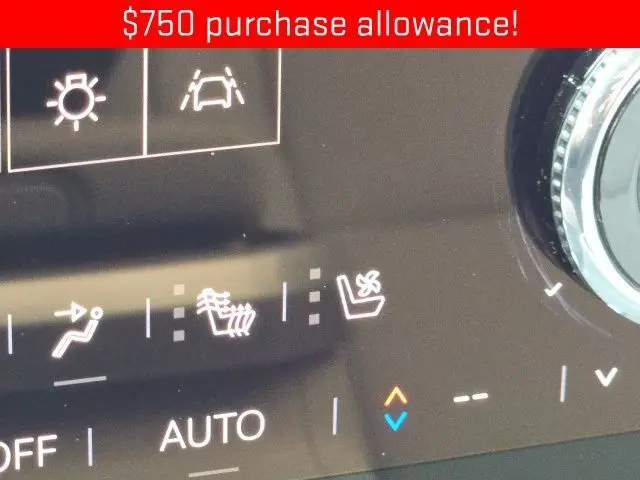 $750 purchase allowance!
OFF
AUTO
--